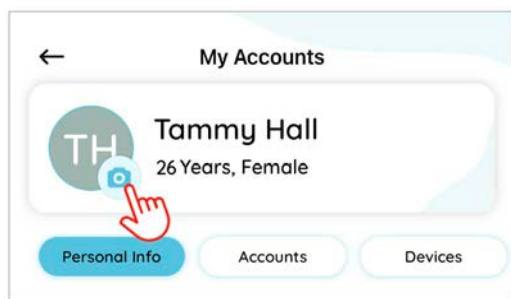 My Accounts
TH
Tammy Hall
26 Years, Female
Personal Info
Accounts
Devices